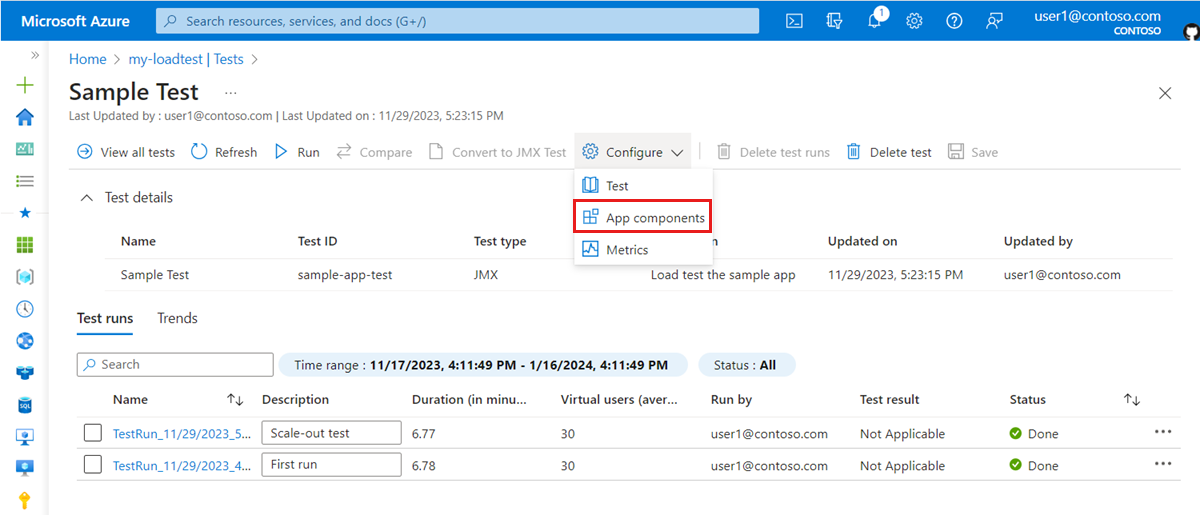 Microsoft Azure
Search resources, services, and docs (G+/)
1
user1@contoso.com
CONTOSO
Home > my-loadtest | Tests >
Sample Test ...
Last Updated by : user1@contoso.com | Last Updated on : 11/29/2023, 5:23:15 PM
View all tests Refresh Run Compare Convert to JMX Test Configure Delete test runs Delete test Save
Test
App components
Metrics
Test details
Name Test ID Test type Updated on Updated by
Sample Test sample-app-test JMX Load test the sample app 11/29/2023, 5:23:15 PM user1@contoso.com
Test runs Trends
Search Time range : 11/17/2023, 4:11:49 PM - 1/16/2024, 4:11:49 PM Status : All
Name Description Duration (in minu... Virtual users (aver... Run by Test result Status
TestRun_11/29/2023_5... Scale-out test 6.77 30 user1@contoso.com Not Applicable Done ...
TestRun_11/29/2023_4... First run 6.78 30 user1@contoso.com Not Applicable Done ...
SQL